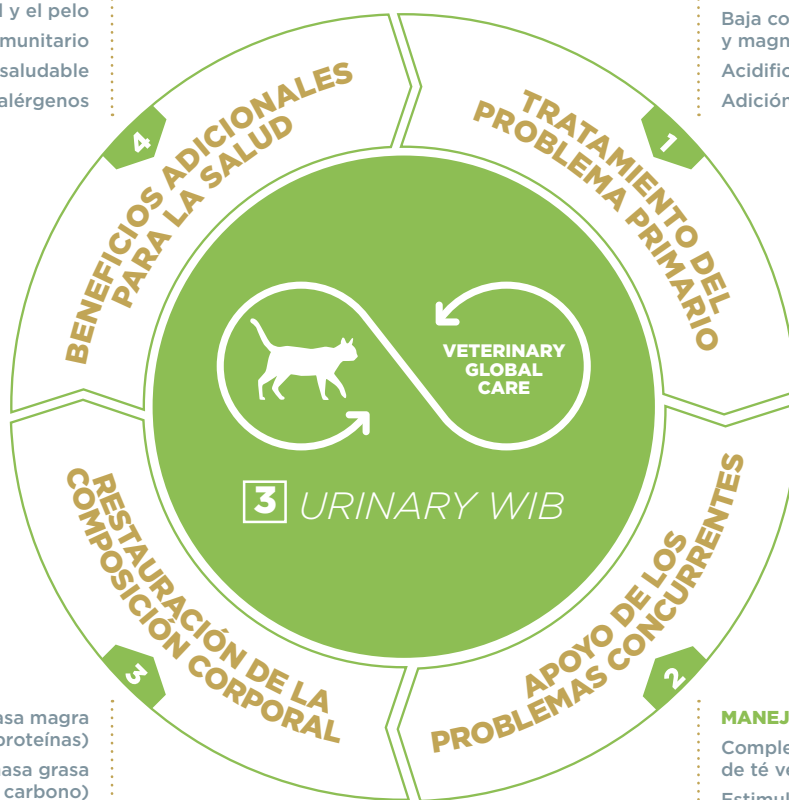 l y el pelo
munitario
saludable
alérgenos
Baja co
y magn
Acidific
Adición
4
BENEFICIOS ADICIONALES
PARA LA SALUD
1
TRATAMIENTO DEL
PROBLEMA PRIMARIO
VETERINARY
GLOBAL
CARE
3 URINARY WIB
3
RESTAURACIÓN DE LA
COMPOSICIÓN CORPORAL
2
APOYO DE LOS
PROBLEMAS CONCURRENTES
asa magra
proteínas)
asa grasa
carbono)
MANEJ
Comple
de té ve
Estimul